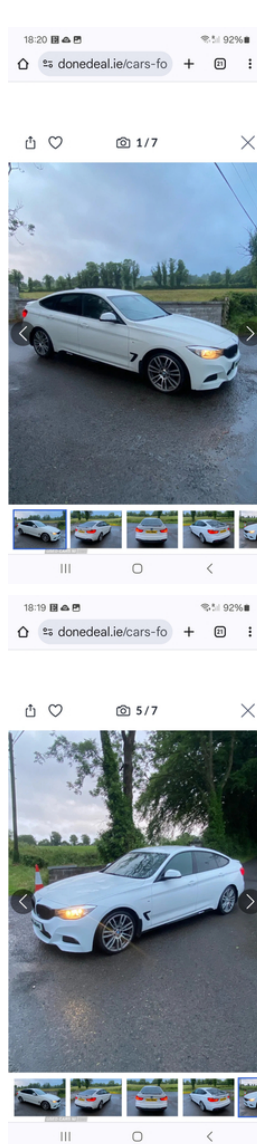 18:20 92%
donedeal.ie/cars-fo + 21
1/7
18:19 92%
donedeal.ie/cars-fo + 21
5/7